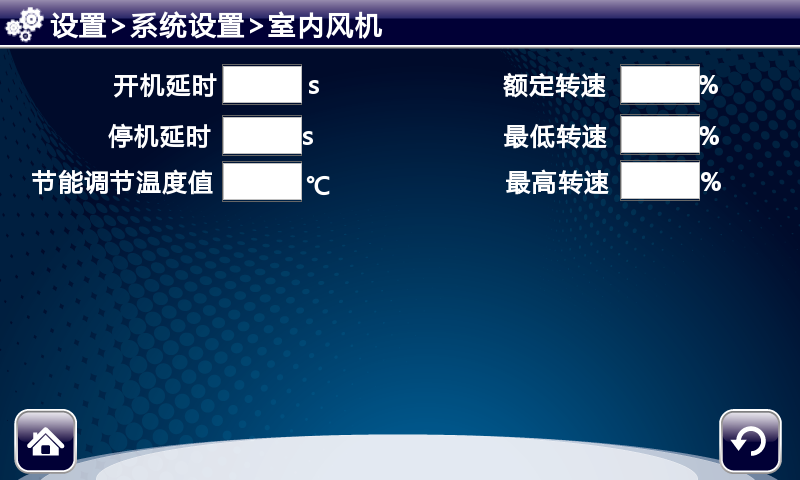 设置>系统设置>室内风机
开机延时 s 额定转速 %
停机延时 s 最低转速 %
节能调节温度值 ℃ 最高转速 %